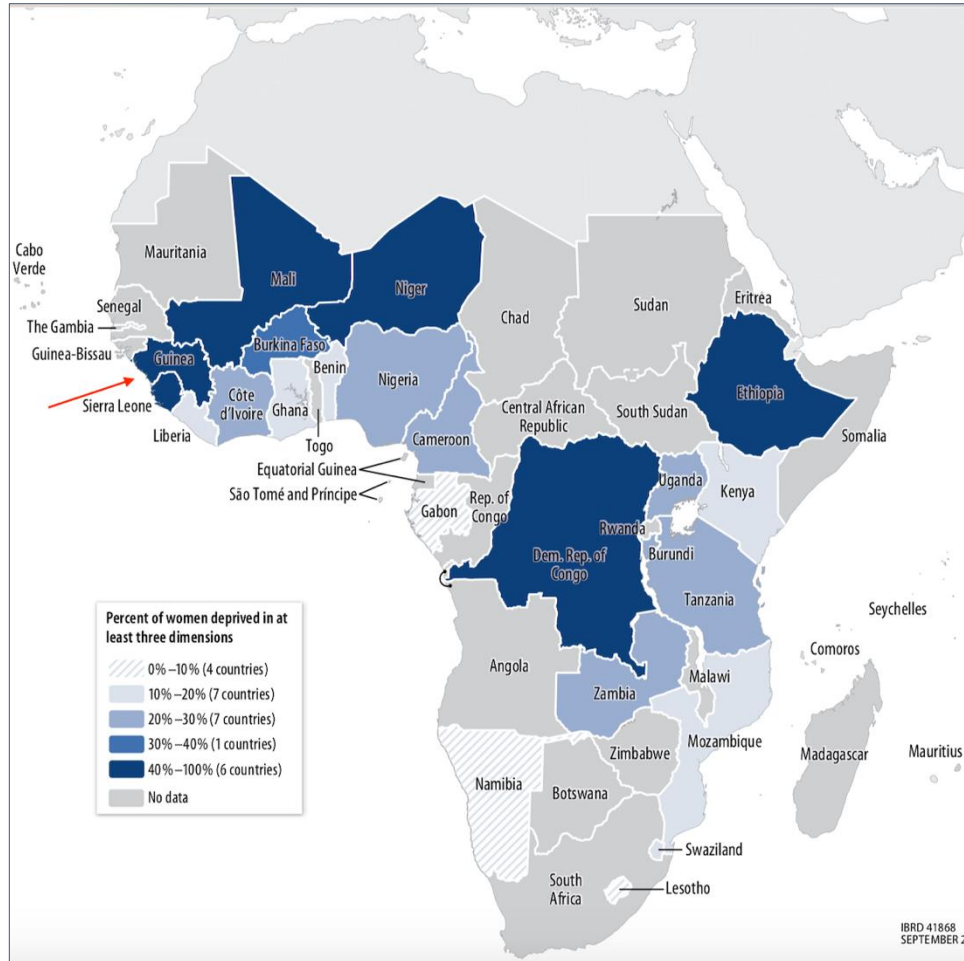 Cabo
Verde
Mauritania
Mali
Niger
Chad
Sudan
Eritrea
Senegal
The Gambia
Guinea-Bissau
Guinea
Burkina Faso
Benin
Nigeria
Ethiopia
Sierra Leone
Côte
d'Ivoire
Ghana
Central African
Republic
South Sudan
Somalia
Liberia
Togo
Cameroon
Equatorial Guinea
São Tomé and Príncipe
Gabon
Rep. of
Congo
Uganda
Kenya
Rwanda
Dem. Rep. of
Congo
Burundi
Tanzania
Seychelles
Comoros
Angola
Malawi
Zambia
Mozambique
Zimbabwe
Madagascar
Mauritius
Namibia
Botswana
Swaziland
South
Africa
Lesotho
Percent of women deprived in at
least three dimensions
0% –10% (4 countries)
10% –20% (7 countries)
20% –30% (7 countries)
30% –40% (1 countries)
40% –100% (6 countries)
No data
IBRD 41868
SEPTEMBER 2